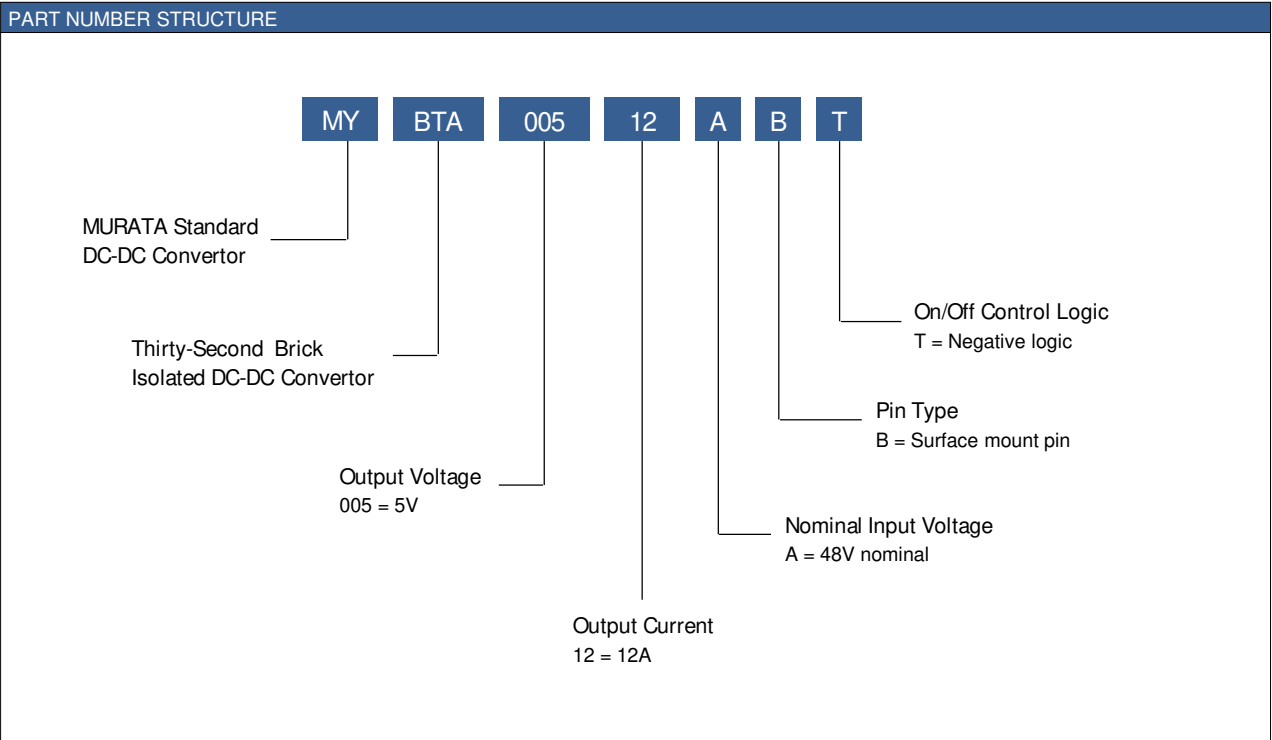 PART NUMBER STRUCTURE
MY BTA 005 12 A B T
MURATA Standard
DC-DC Convertor
On/Off Control Logic
T = Negative logic
Thirty-Second Brick
Isolated DC-DC Convertor
Pin Type
B = Surface mount pin
Output Voltage
005 = 5V
Nominal Input Voltage
A = 48V nominal
Output Current
12 = 12A